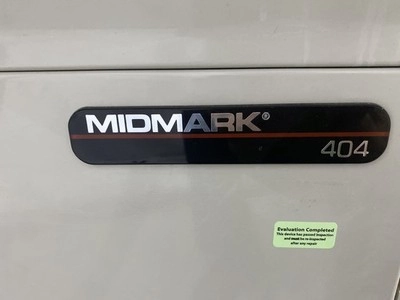 MIDMARK®
404
Evaluation Completed
This device has passed inspection
and must be re-inspected
after any repair